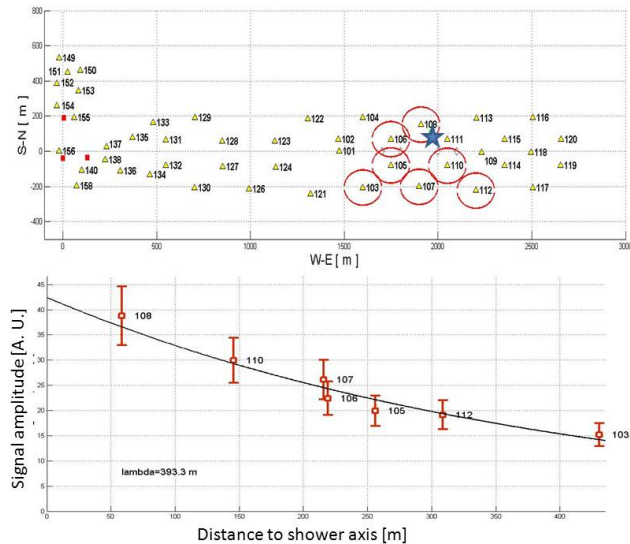 800
600
149
151 150
400
152 153
154
200 155 133 129 122 104 108 113 116
S-N [ m ]
137 135 131 128 123 102 106 111 115 120
0 156 101 109 118
138 132 127 124 105 110 114 119
140 136 134
-200 158 130 126 121 103 107 112 117
-400
0 500 1000 1500 2000 2500 3000
W-E [ m ]
45
40
108
35
30 110
107
25
106
20 105 112
15 103
10
5 lambda=393.3 m
0
Signal amplitude [A. U.]
0 50 100 150 200 250 300 350 400
Distance to shower axis [m]